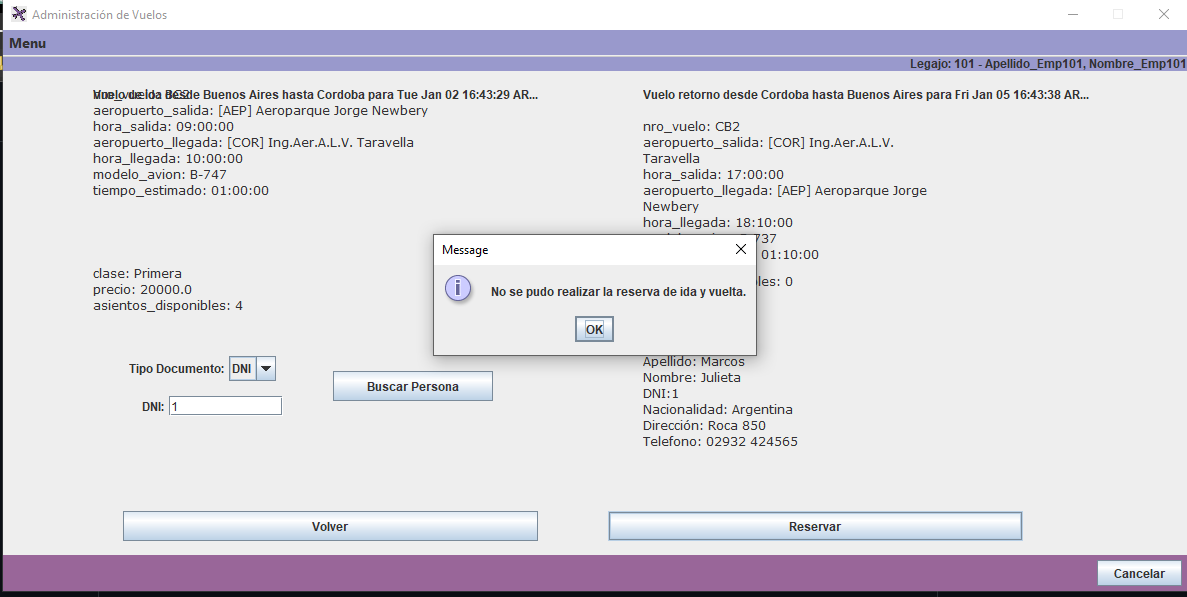 Administración de Vuelos
Menu
Legajo: 101 - Apellido_Emp101, Nombre_Emp101
Vuelo de ida desde Buenos Aires hasta Cordoba para Tue Jan 02 16:43:29 AR...
aeropuerto_salida: [AEP] Aeroparque Jorge Newbery
hora_salida: 09:00:00
aeropuerto_llegada: [COR] Ing.Aer.A.L.V. Taravella
hora_llegada: 10:00:00
modelo_avion: B-747
tiempo_estimado: 01:00:00
clase: Primera
precio: 20000.0
asientos_disponibles: 4
Vuelo retorno desde Cordoba hasta Buenos Aires para Fri Jan 05 16:43:38 AR...
nro_vuelo: CB2
aeropuerto_salida: [COR] Ing.Aer.A.L.V.
Taravella
hora_salida: 17:00:00
aeropuerto_llegada: [AEP] Aeroparque Jorge
Newbery
hora_llegada: 18:10:00
737
01:10:00
les: 0
Message
No se pudo realizar la reserva de ida y vuelta.
OK
Tipo Documento: DNI
DNI: 1
Buscar Persona
Apellido: Marcos
Nombre: Julieta
DNI:1
Nacionalidad: Argentina
Dirección: Roca 850
Telefono: 02932 424565
Volver
Reservar
Cancelar